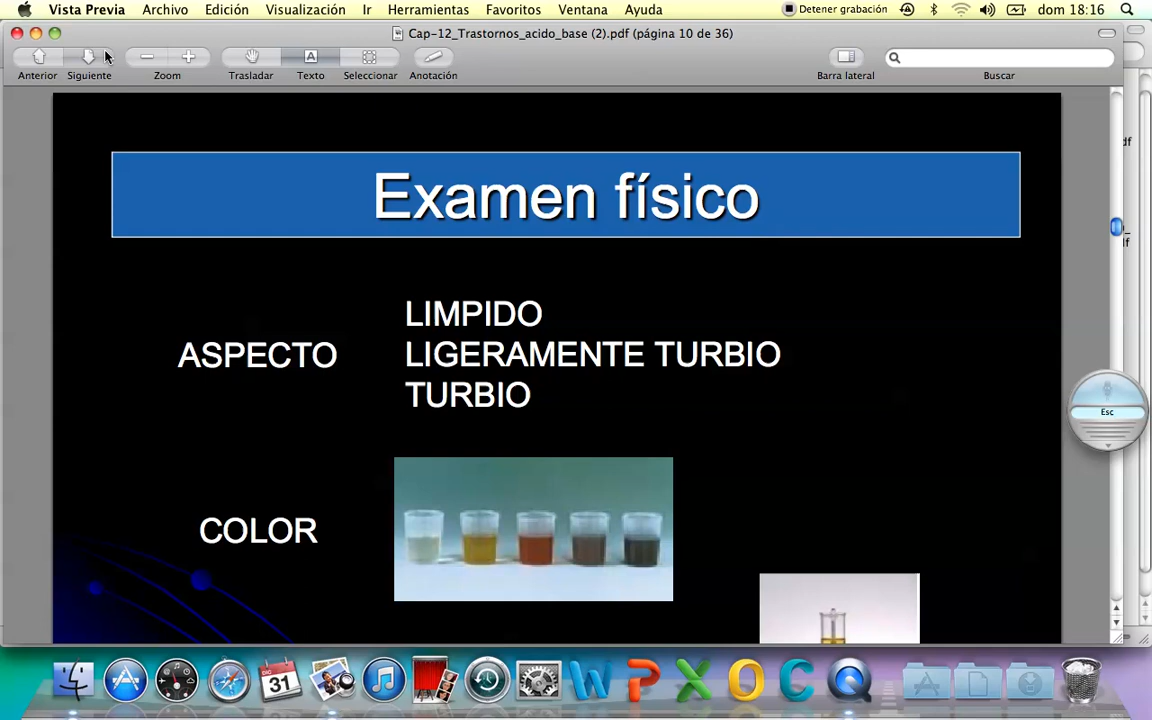 Vista Previa Archivo Edición Visualización Ir Herramientas Favoritos Ventana Ayuda Detener grabación dom 18:16
Cap-12_Trastornos_acido_base (2).pdf (página 10 de 36)
Anterior Siguiente Zoom Trasladar Texto Seleccionar Anotación Barra lateral Buscar
Examen físico
LIMPIDO
ASPECTO LIGERAMENTE TURBIO
TURBIO
Esc
COLOR
DIC
31